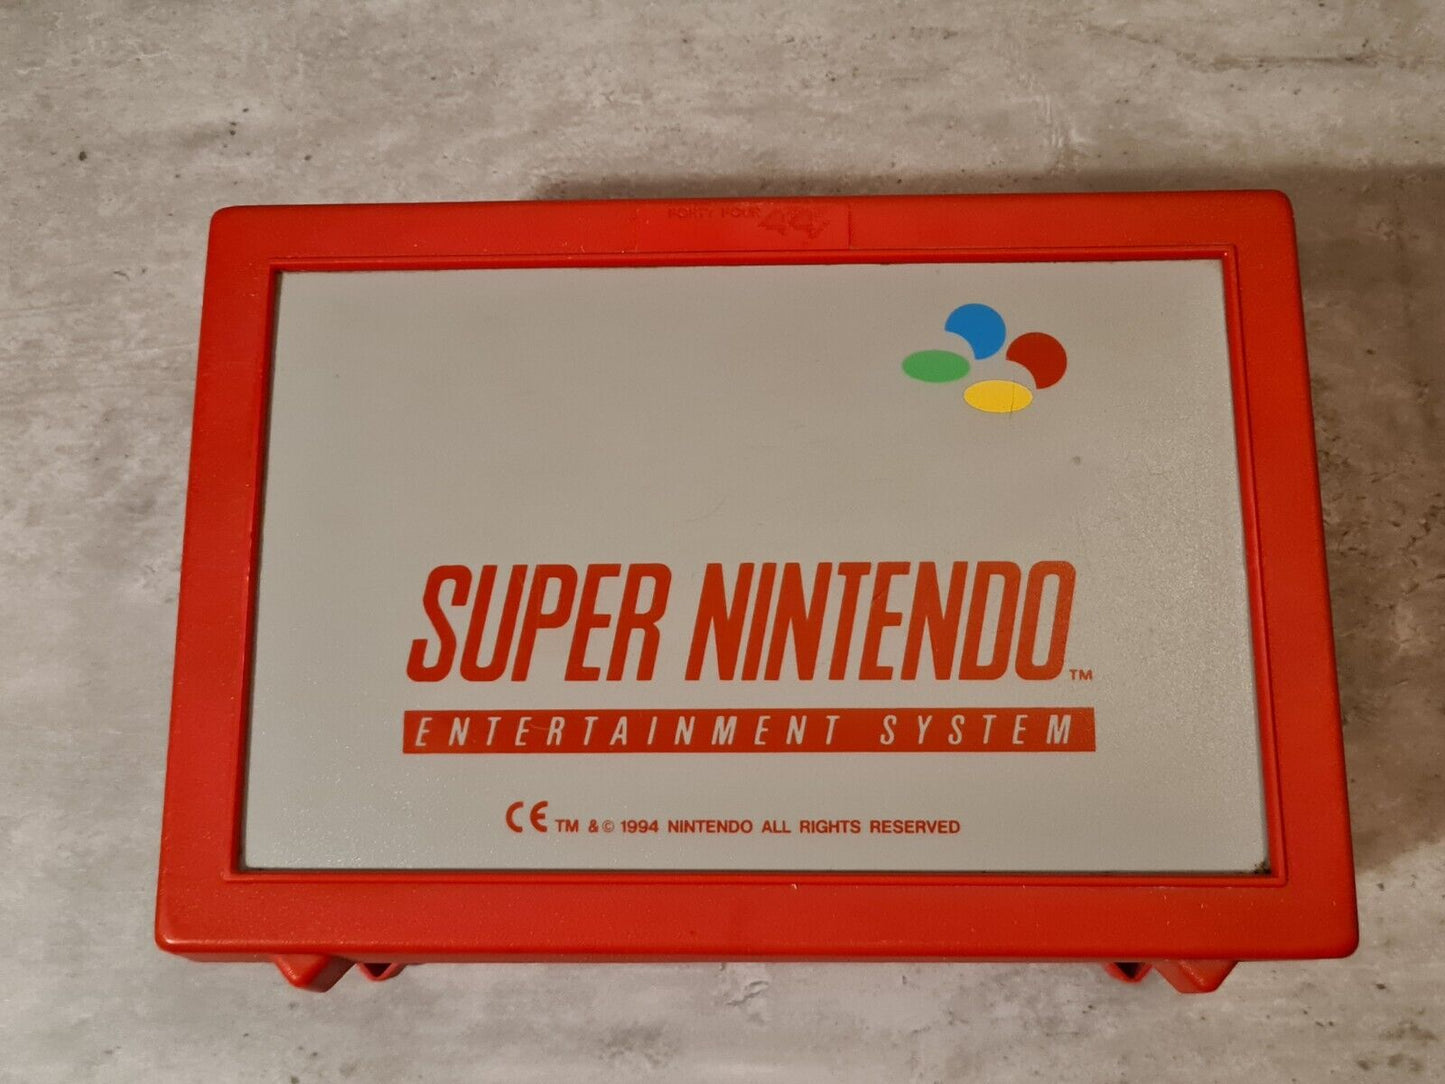 FORTY FOUR 44
SUPER NINTENDO™
ENTERTAINMENT SYSTEM
CE TM & © 1994 NINTENDO ALL RIGHTS RESERVED